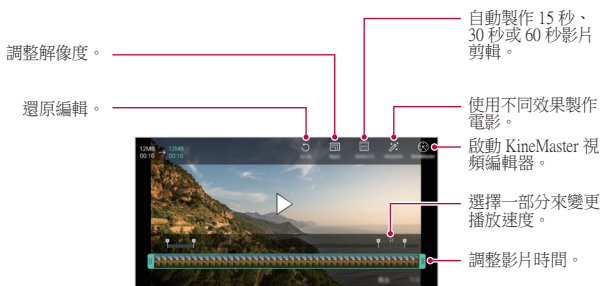 調整解像度。
還原編輯。
自動製作 15 秒、
30 秒或 60 秒影片
剪輯。
使用不同效果製作
電影。
啟動 KineMaster 視
頻編輯器。
選擇一部分來變更
播放速度。
調整影片時間。
12MB
00:10
12MB
00:10